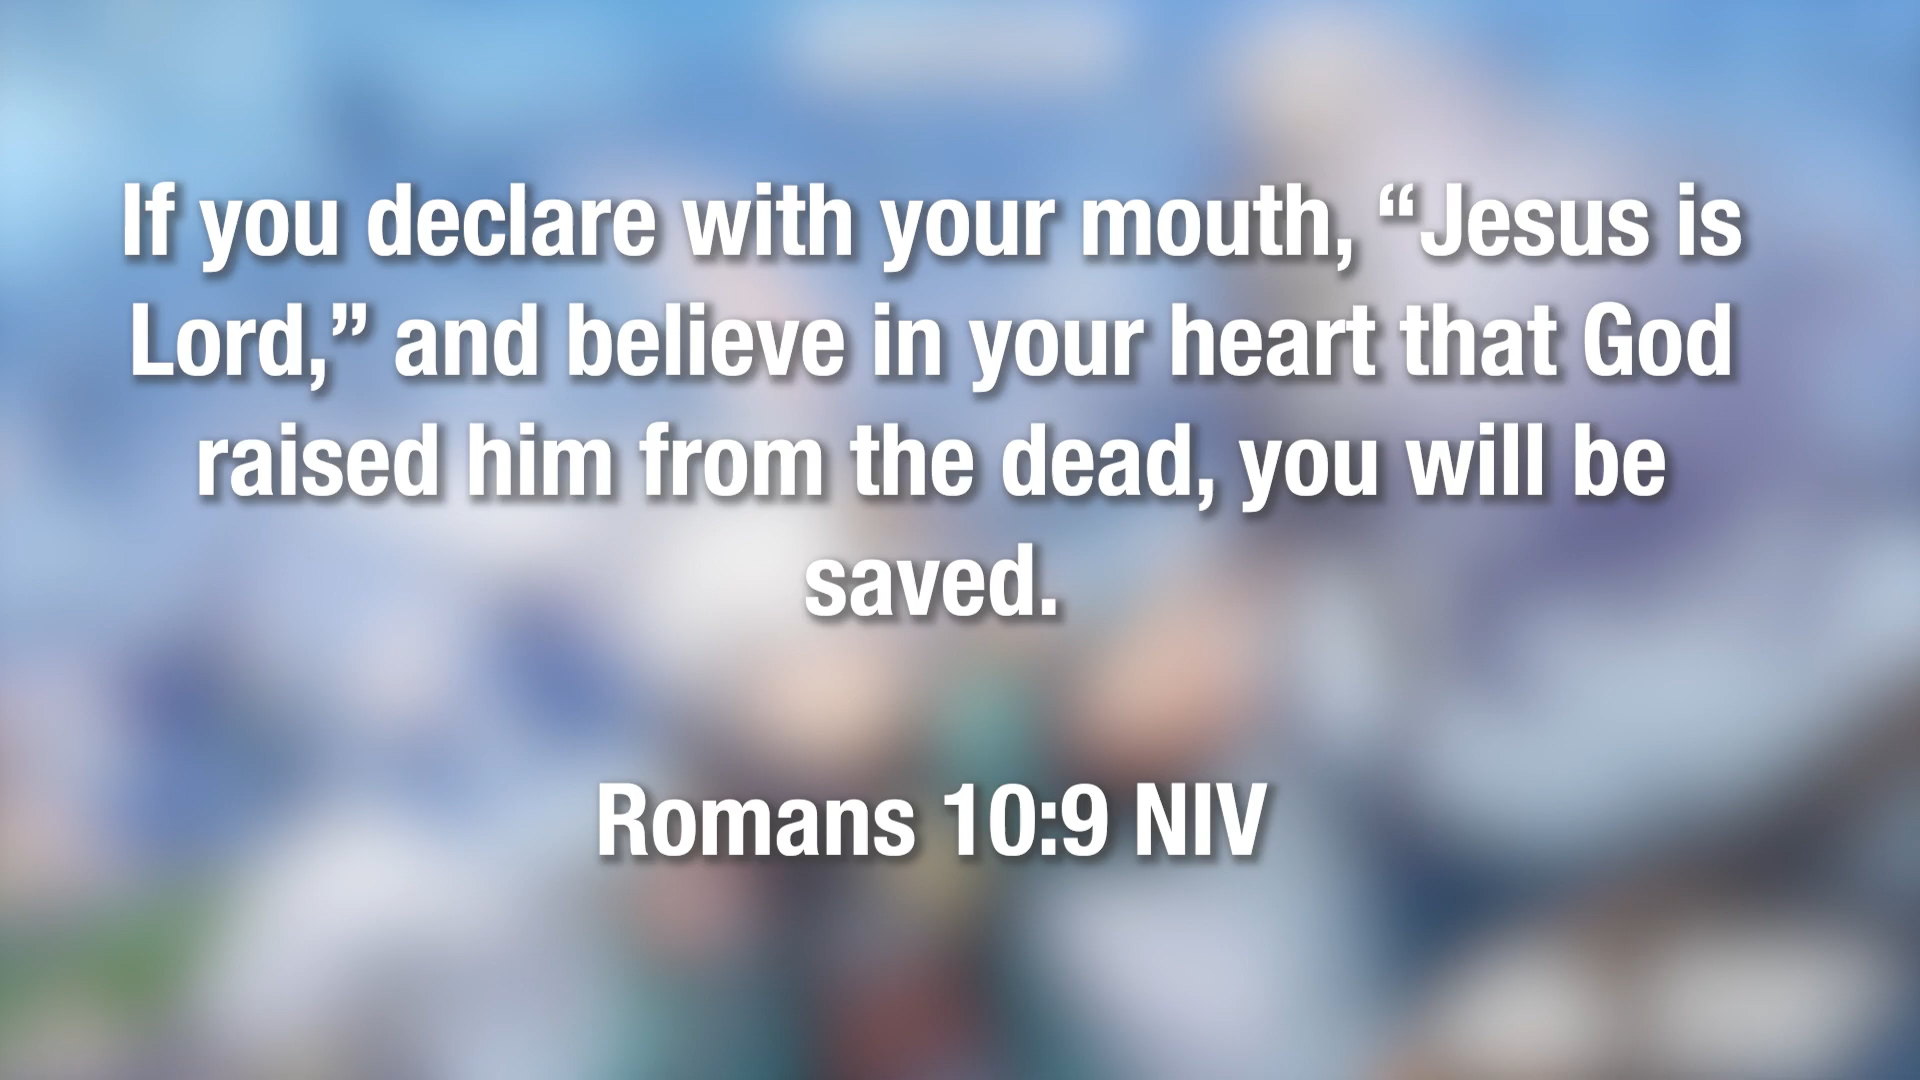 If you declare with your mouth, “Jesus is
Lord,” and believe in your heart that God
raised him from the dead, you will be
saved.
Romans 10:9 NIV